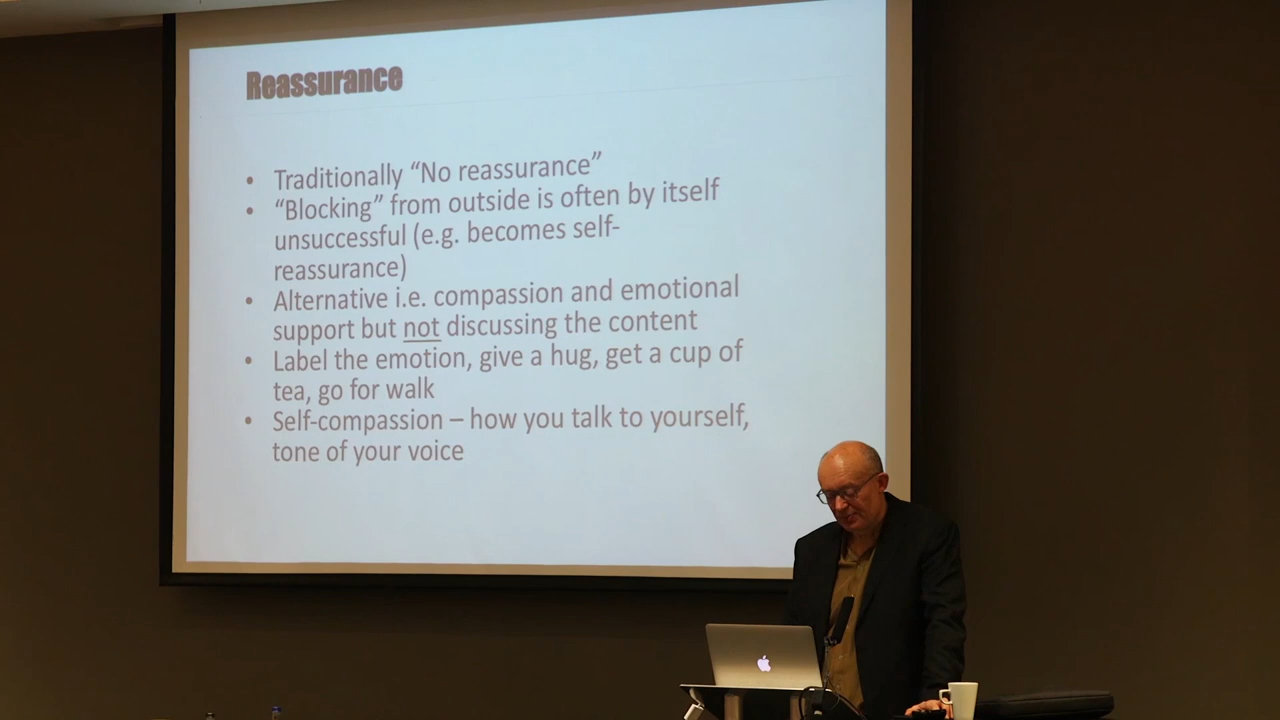 Reassurance
• Traditionally “No reassurance”
• “Blocking” from outside is often by itself
unsuccessful (e.g. becomes self-
reassurance)
• Alternative i.e. compassion and emotional
support but not discussing the content
• Label the emotion, give a hug, get a cup of
tea, go for walk
• Self-compassion – how you talk to yourself,
tone of your voice